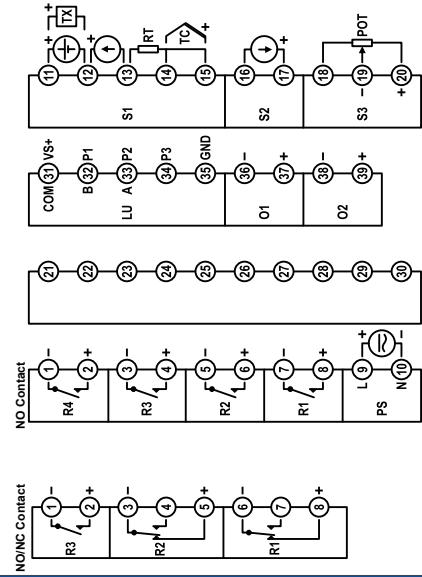 NO/NC Contact
1 −
2 +
R3
3 −
4
5 +
R2
6 −
7
8 +
R1
NO Contact
1 −
2 +
R4
3 −
4 +
R3
5 −
6 +
R2
7 −
8 +
R1
L 9 +
N 10 −
PS
21
22
23
24
25
26
27
28
29
30
COM 31 VS+
B 32 P1
A 33 P2
34 P3
35 GND
LU
36 −
37 +
O1
38 −
39 +
O2
11 +
12 +
13
14
15
S1
+ TX
RT
TC +
16
17 +
S2
18
19 −
20 +
S3
POT